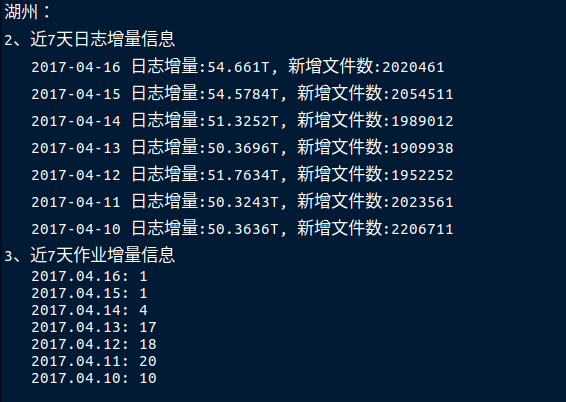 湖州：
2、近7天日志增量信息
2017-04-16 日志增量:54.661T, 新增文件数:2020461
2017-04-15 日志增量:54.5784T, 新增文件数:2054511
2017-04-14 日志增量:51.3252T, 新增文件数:1989012
2017-04-13 日志增量:50.3696T, 新增文件数:1909938
2017-04-12 日志增量:51.7634T, 新增文件数:1952252
2017-04-11 日志增量:50.3243T, 新增文件数:2023561
2017-04-10 日志增量:50.3636T, 新增文件数:2206711
3、近7天作业增量信息
2017.04.16: 1
2017.04.15: 1
2017.04.14: 4
2017.04.13: 17
2017.04.12: 18
2017.04.11: 20
2017.04.10: 10